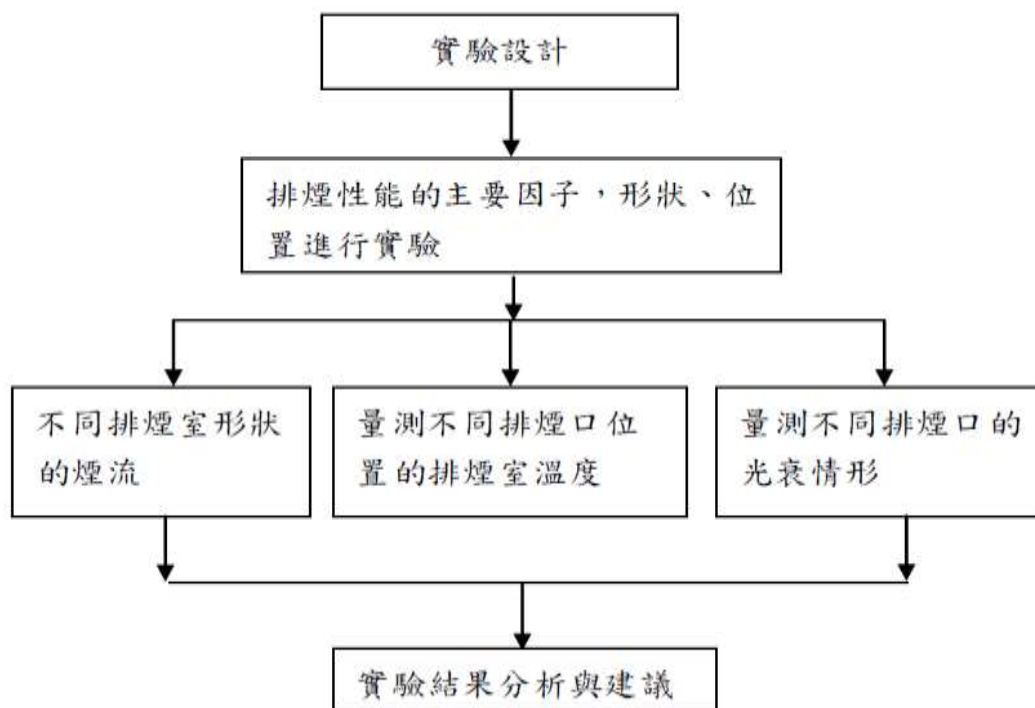 實驗設計
排煙性能的主要因子，形狀、位
置進行實驗
不同排煙室形狀
的煙流
量測不同排煙口位
置的排煙室溫度
量測不同排煙口的
光衰情形
實驗結果分析與建議